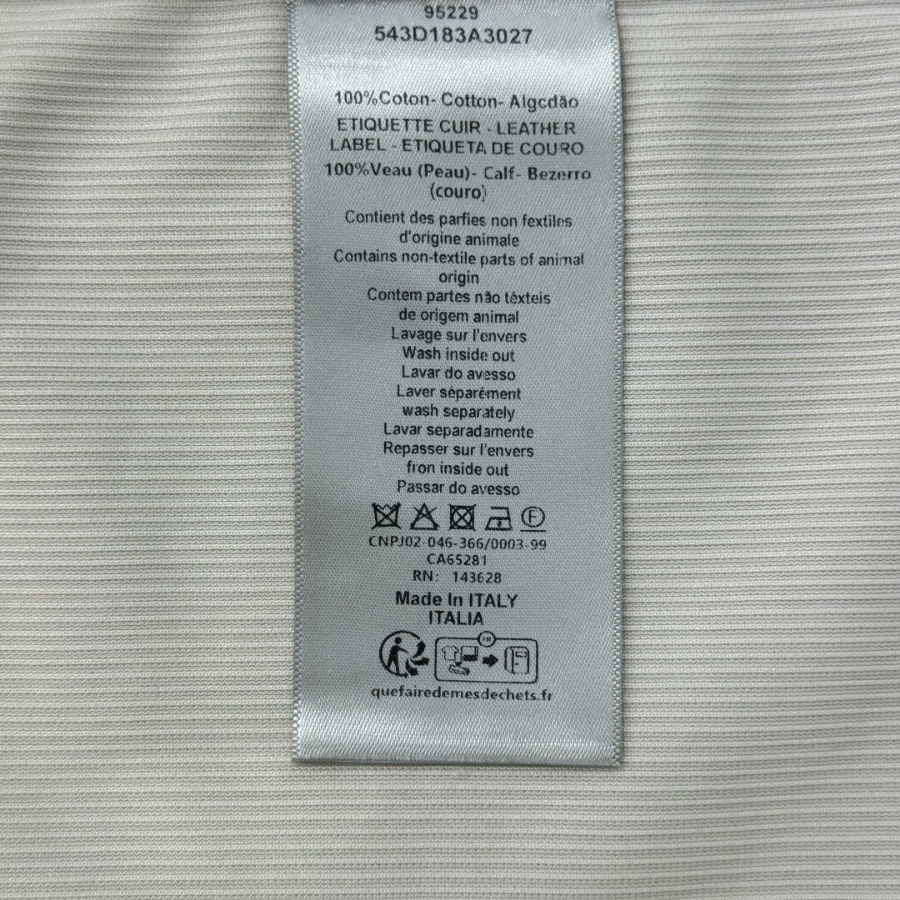 95229
543D183A3027
100%Coton- Cotton- Algcdão
ETIQUETTE CUIR - LEATHER
LABEL - ETIQUETA DE COURO
100%Veau (Peau)- Calf- Bezerro
(couro)
Contient des parfies non fextiles
d'origine animale
Contains non-textile parts of animal
origin
Contem partes não tèxteis
de origem animal
Lavage sur l'envers
Wash inside out
Lavar do avesso
Laver séparément
wash separately
Lavar separadamente
Repasser sur l'envers
fron inside out
Passar do avesso
F
CNPJ02-046-366/0003-99
CA65281
RN: 143628
Made In ITALY
ITALIA
FR
quefairedemesdechets.fr